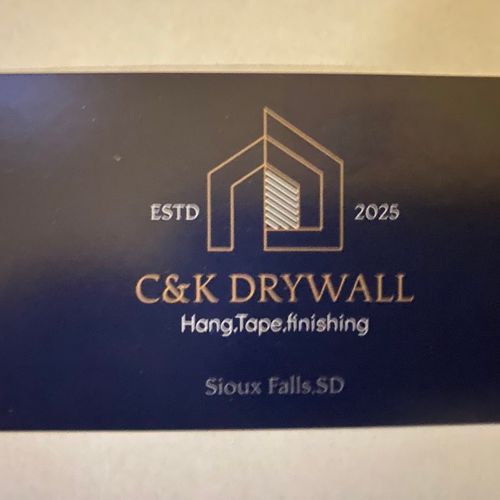 ESTD 2025
C&K DRYWALL
Hang,Tape,finishing
Sioux Falls,SD